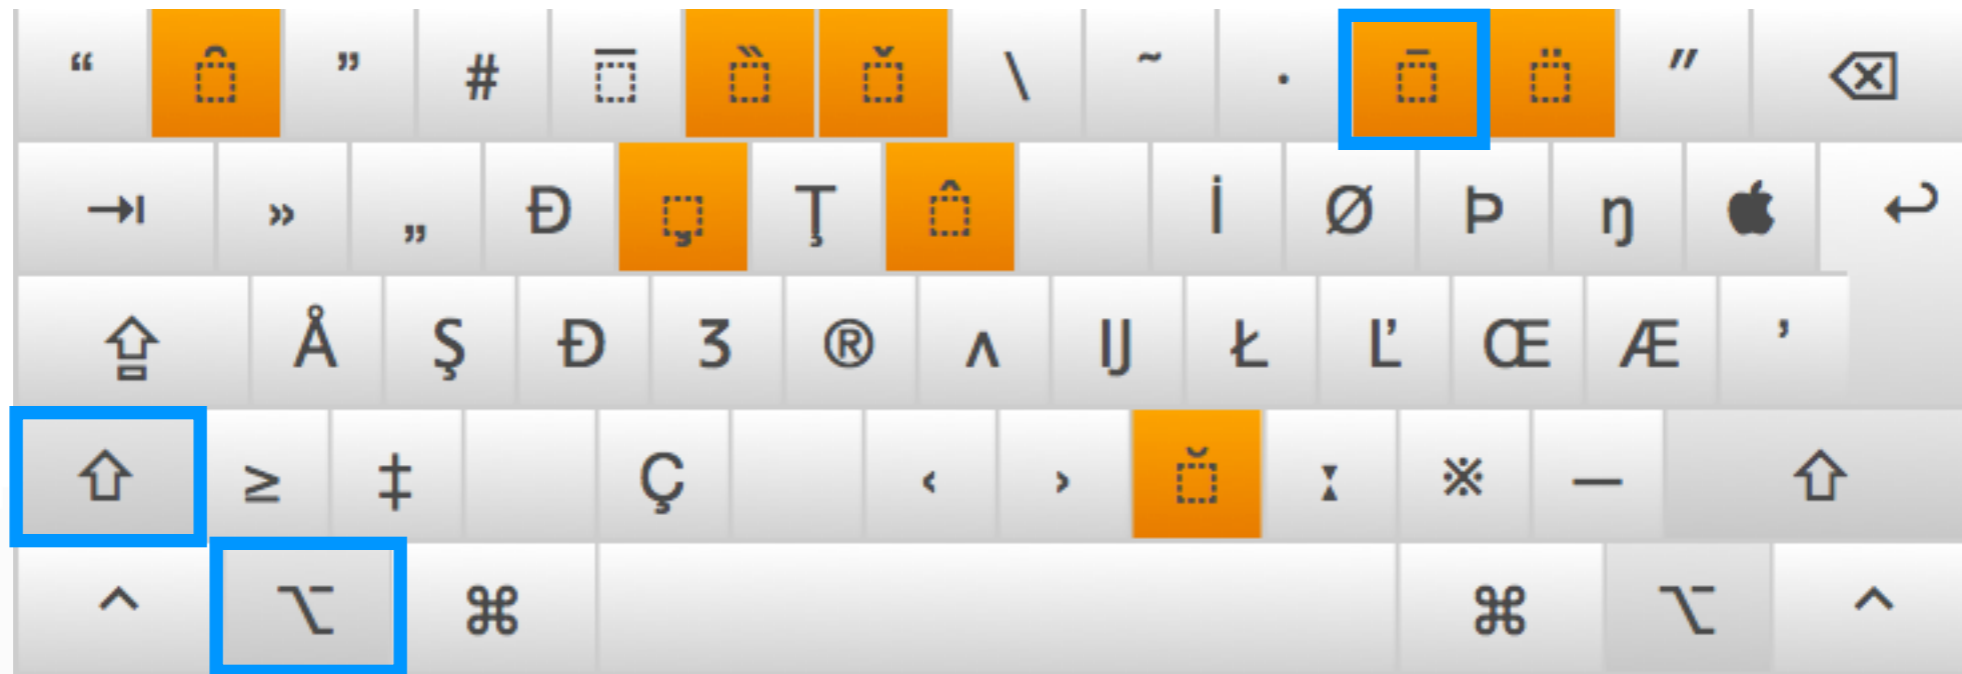 “ ◌̑ ” # ◌̅ ◌̏ ◌̌ \ ˜ · ◌̄ ◌̈ ″ ⌫
⇥ » „ Đ ◌̦ Ţ ◌̂ İ Ø Þ ŋ  ↩
⇪ Å Ş Ð Ʒ ® ʌ IJ Ł Ľ Œ Æ ’
⇧ ≥ ‡ Ç ‹ › ◌̆ ː ※ — ⇧
⌃ ⌥ ⌘ ⌘ ⌥ ⌃